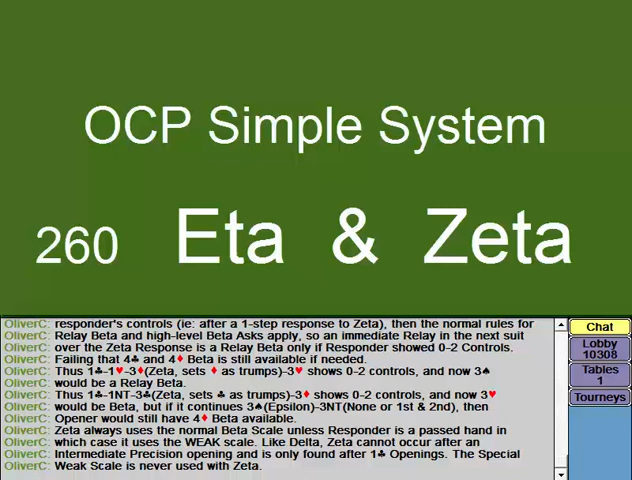 OCP Simple System
260 Eta & Zeta
OliverC: responder's controls (ie: after a 1-step response to Zeta), then the normal rules for
OliverC: Relay Beta and high-level Beta Asks apply, so an immediate Relay in the next suit
OliverC: over the Zeta Response is a Relay Beta only if Responder showed 0-2 Controls.
OliverC: Failing that 4♣ and 4♦ Beta is still available if needed.
OliverC: Thus 1♣-1♥-3♦(Zeta, sets ♦ as trumps)-3♥ shows 0-2 controls, and now 3♠
OliverC: would be a Relay Beta.
OliverC: Thus 1♣-1NT-3♣(Zeta, sets ♣ as trumps)-3♦ shows 0-2 controls, and now 3♥
OliverC: would be Beta, but if it continues 3♠(Epsilon)-3NT(None or 1st & 2nd), then
OliverC: Opener would still have 4♦ Beta available.
OliverC: Zeta always uses the normal Beta Scale unless Responder is a passed hand in
OliverC: which case it uses the WEAK scale. Like Delta, Zeta cannot occur after an
OliverC: Intermediate Precision opening and is only found after 1♣ Openings. The Special
OliverC: Weak Scale is never used with Zeta.
Chat
Lobby
10308
Tables
1
Tourneys